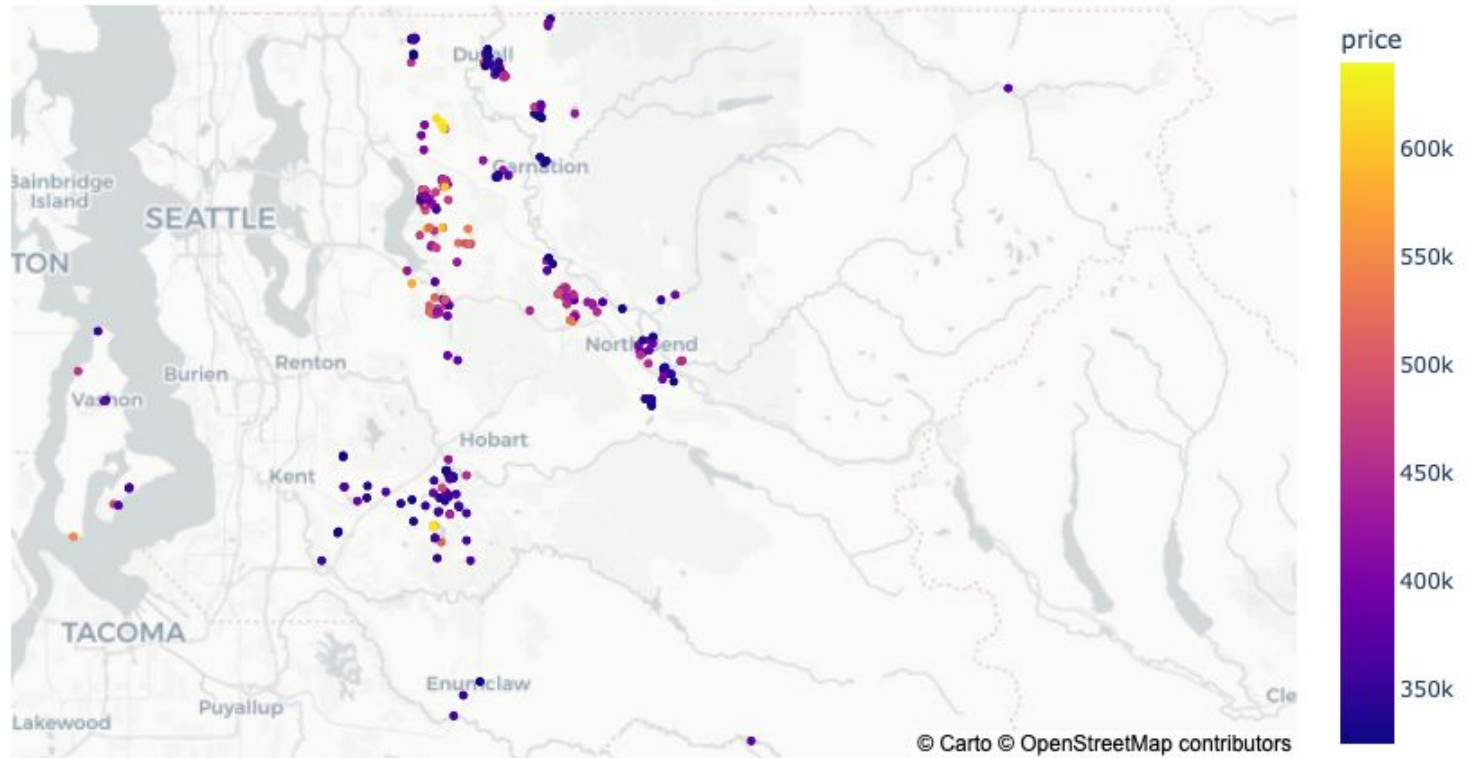 price
Duvall
600k
Carnation
Bainbridge
Island
SEATTLE
550k
TON
500k
North Bend
Renton
Burien
Vashon
450k
Hobart
Kent
400k
TACOMA
350k
Enumclaw
Cle
Puyallup
Lakewood
© Carto © OpenStreetMap contributors